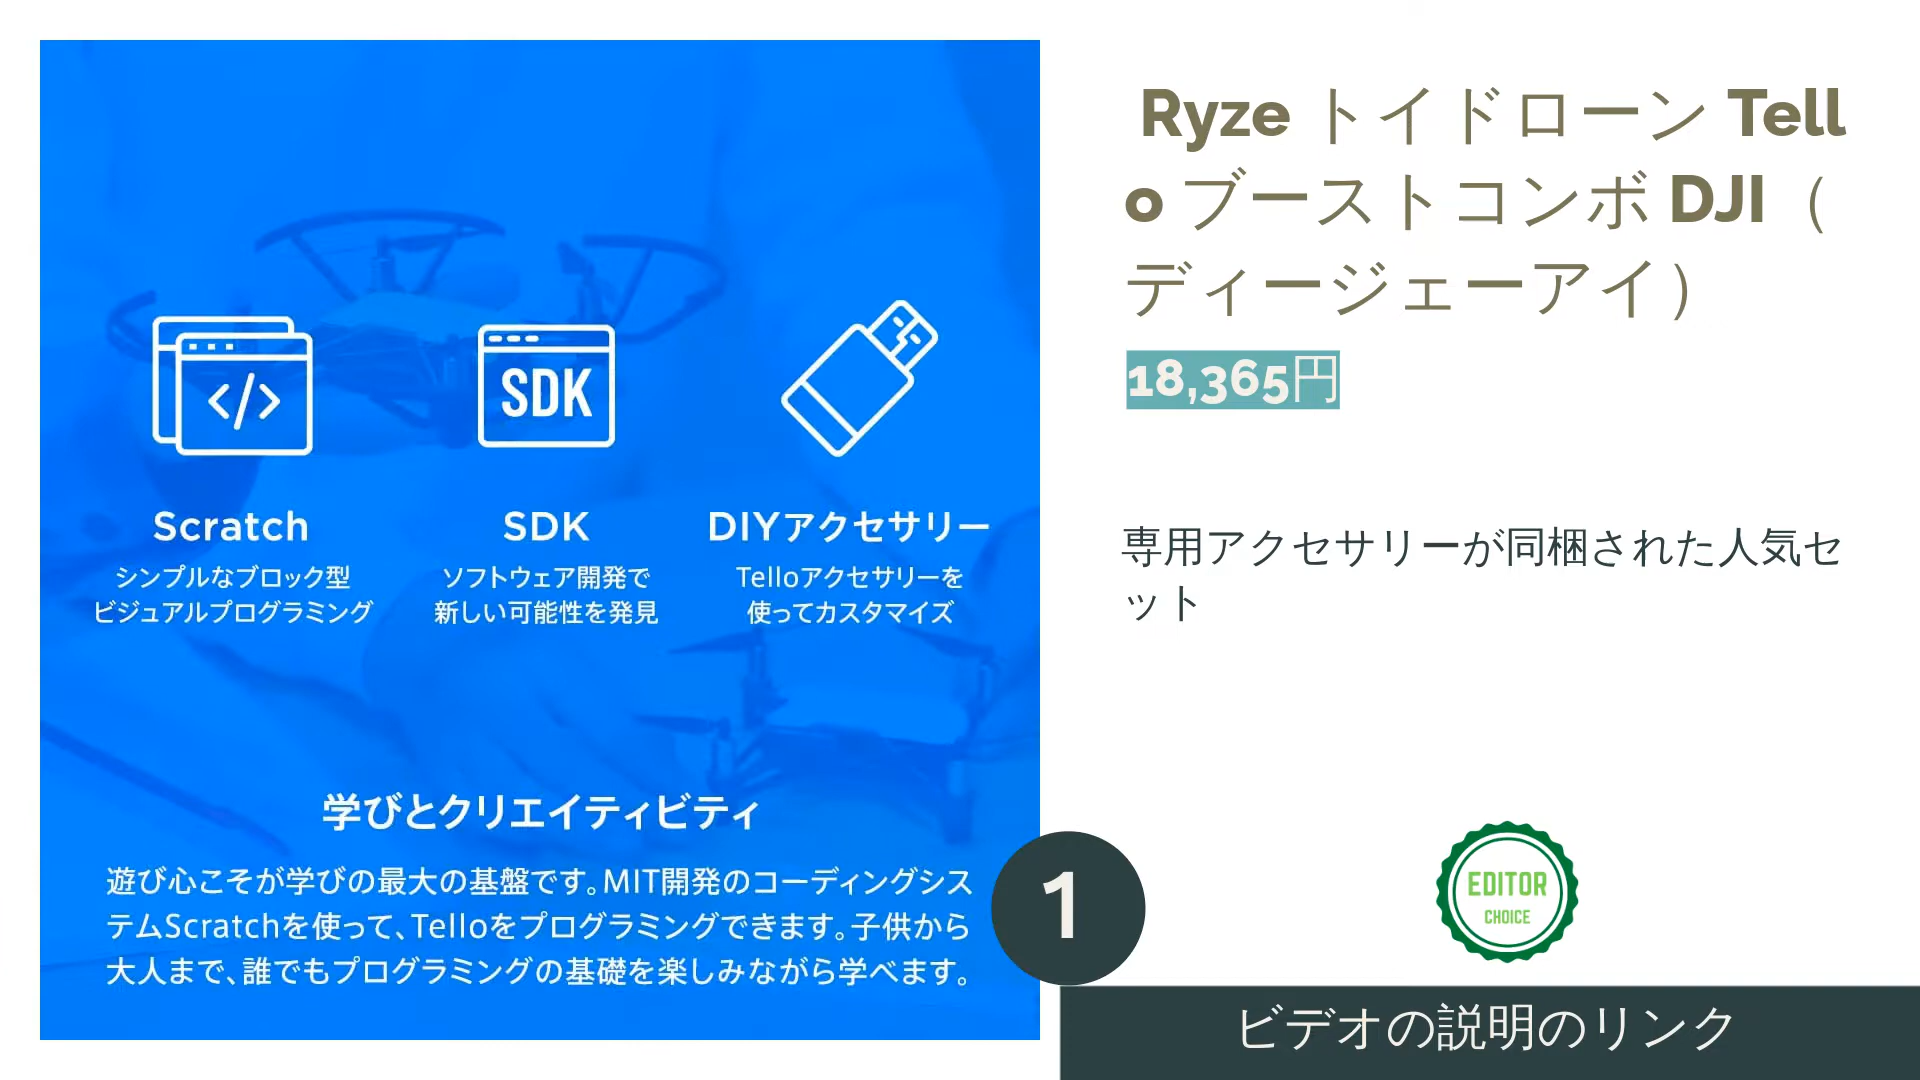 Ryze トイドローン Tell
o ブーストコンボ DJI（
ディージェーアイ）
18,365円
専用アクセサリーが同梱された人気セ
ット
</>
SDK
Scratch
シンプルなブロック型
ビジュアルプログラミング
SDK
ソフトウェア開発で
新しい可能性を発見
DIYアクセサリー
Telloアクセサリーを
使ってカスタマイズ
学びとクリエイティビティ
遊び心こそが学びの最大の基盤です。MIT開発のコーディングシス
テムScratchを使って、Telloをプログラミングできます。子供から
大人まで、誰でもプログラミングの基礎を楽しみながら学べます。
1
EDITOR
CHOICE
ビデオの説明のリンク